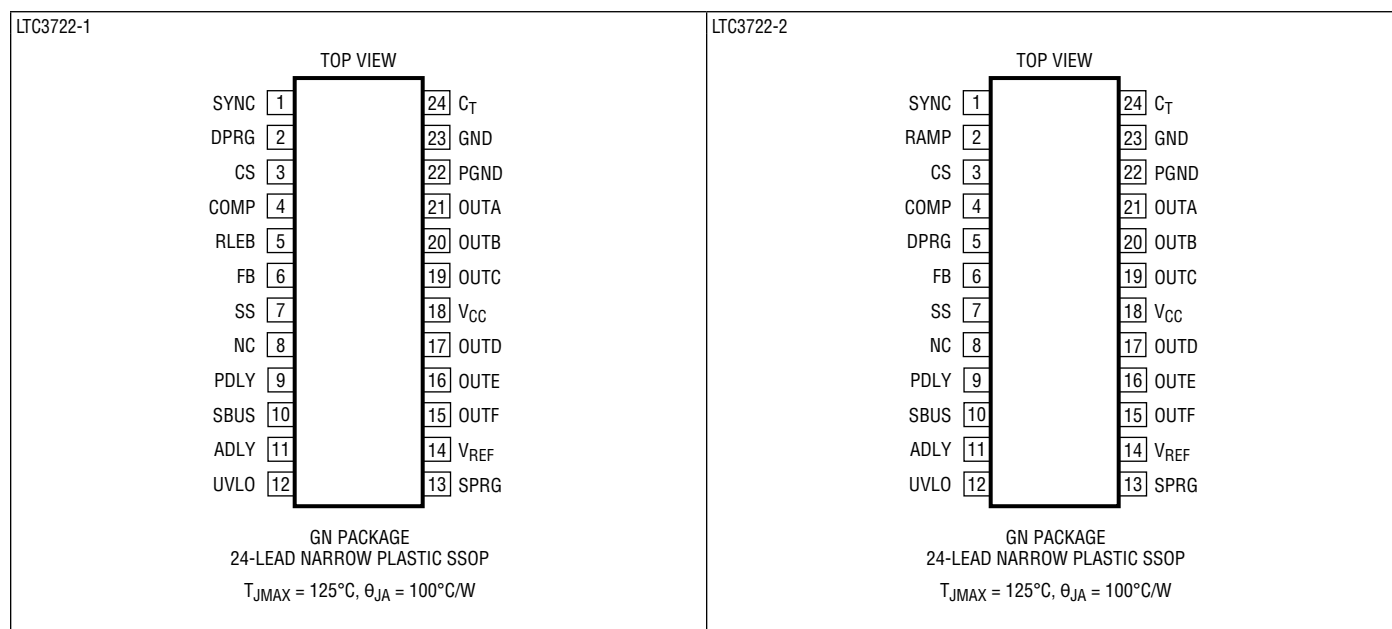 LTC3722-1
TOP VIEW
SYNC 1 24 CT
DPRG 2 23 GND
CS 3 22 PGND
COMP 4 21 OUTA
RLEB 5 20 OUTB
FB 6 19 OUTC
SS 7 18 VCC
NC 8 17 OUTD
PDLY 9 16 OUTE
SBUS 10 15 OUTF
ADLY 11 14 VREF
UVLO 12 13 SPRG
GN PACKAGE
24-LEAD NARROW PLASTIC SSOP
TJMAX = 125°C, θJA = 100°C/W
LTC3722-2
TOP VIEW
SYNC 1 24 CT
RAMP 2 23 GND
CS 3 22 PGND
COMP 4 21 OUTA
DPRG 5 20 OUTB
FB 6 19 OUTC
SS 7 18 VCC
NC 8 17 OUTD
PDLY 9 16 OUTE
SBUS 10 15 OUTF
ADLY 11 14 VREF
UVLO 12 13 SPRG
GN PACKAGE
24-LEAD NARROW PLASTIC SSOP
TJMAX = 125°C, θJA = 100°C/W